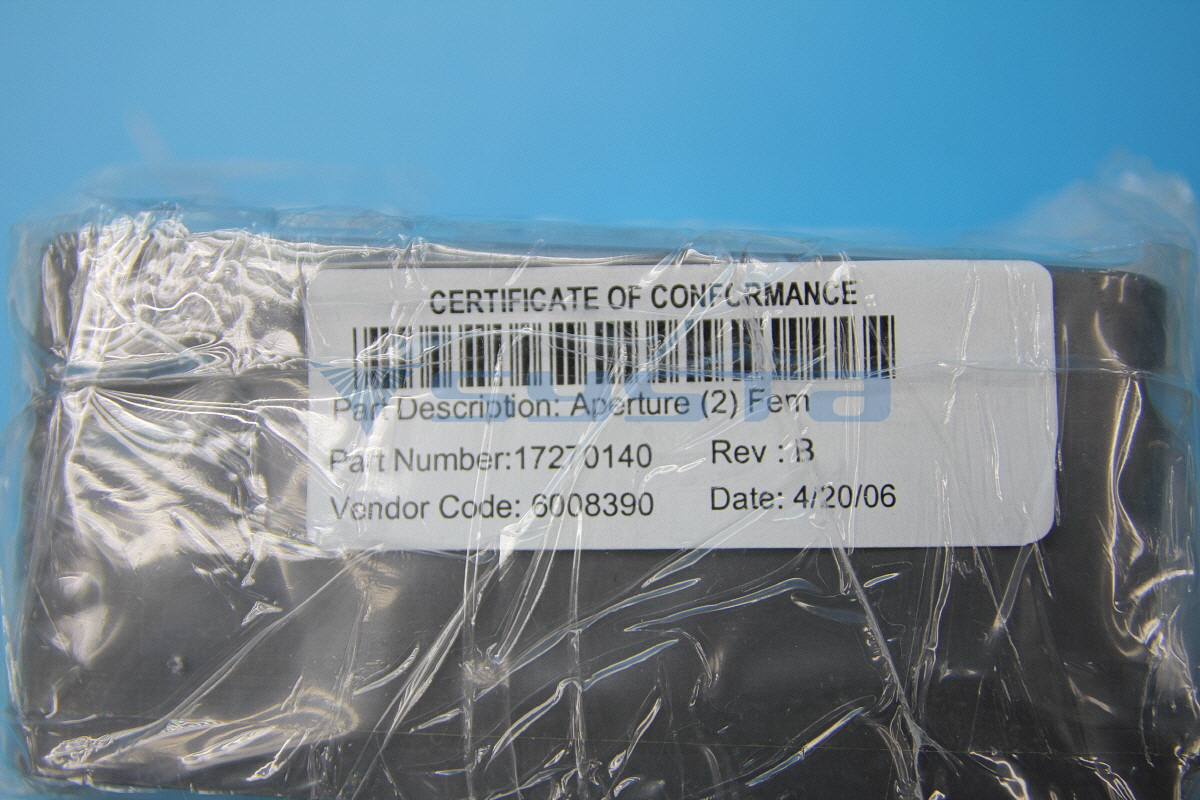 CERTIFICATE OF CONFORMANCE
Part Description: Aperture (2) Fem
Part Number:17270140 Rev : B
Vendor Code: 6008390 Date: 4/20/06